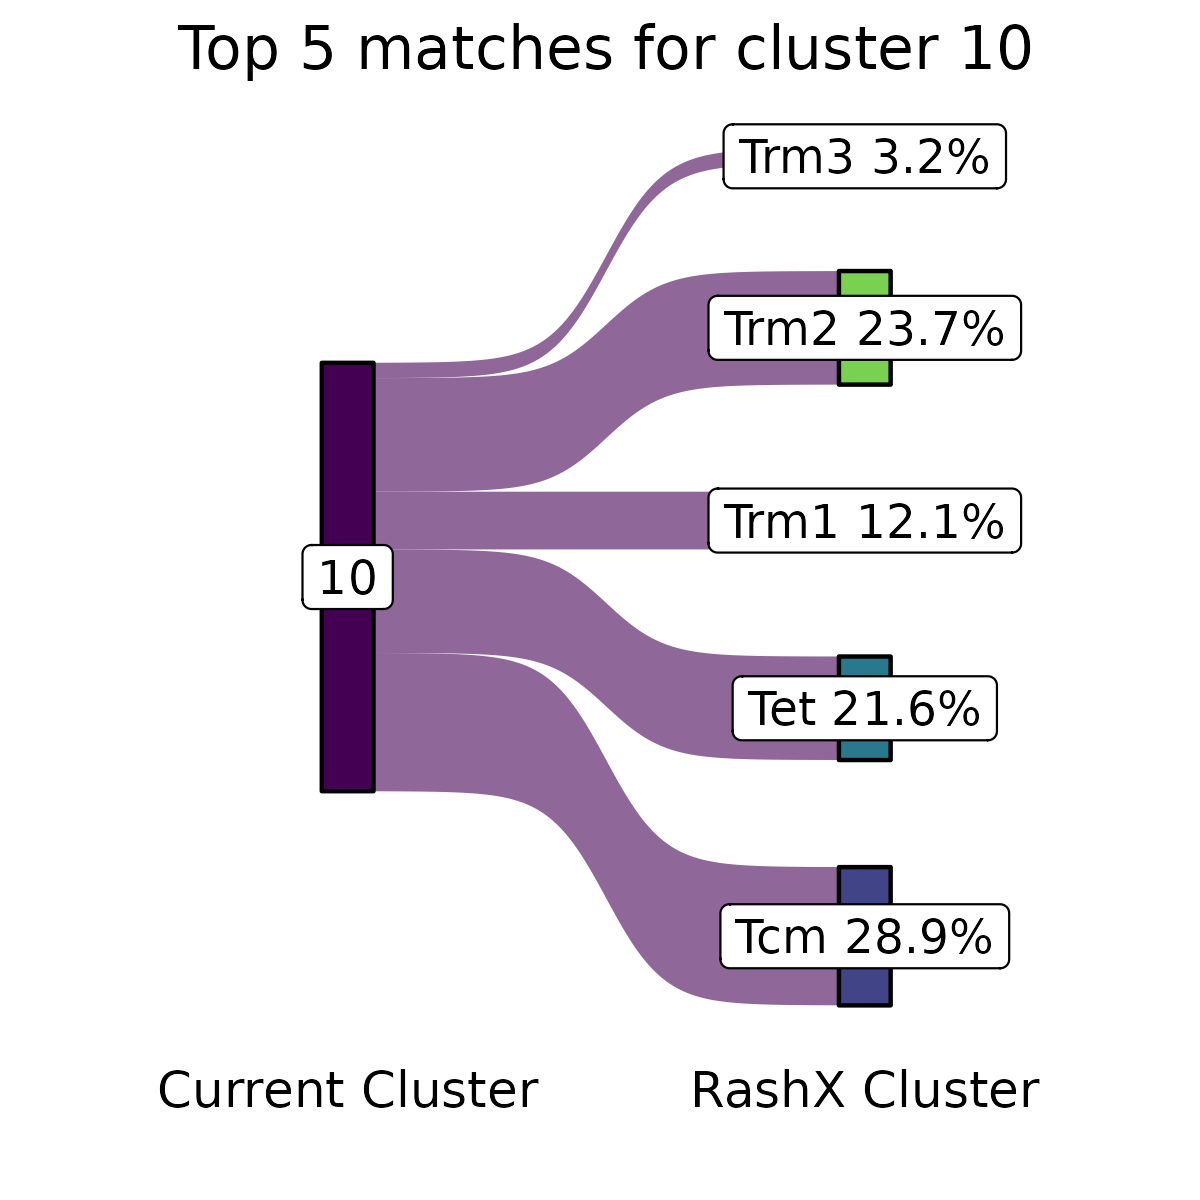 Top 5 matches for cluster 10
Trm3 3.2%
Trm2 23.7%
Trm1 12.1%
10
Tet 21.6%
Tcm 28.9%
Current Cluster
RashX Cluster